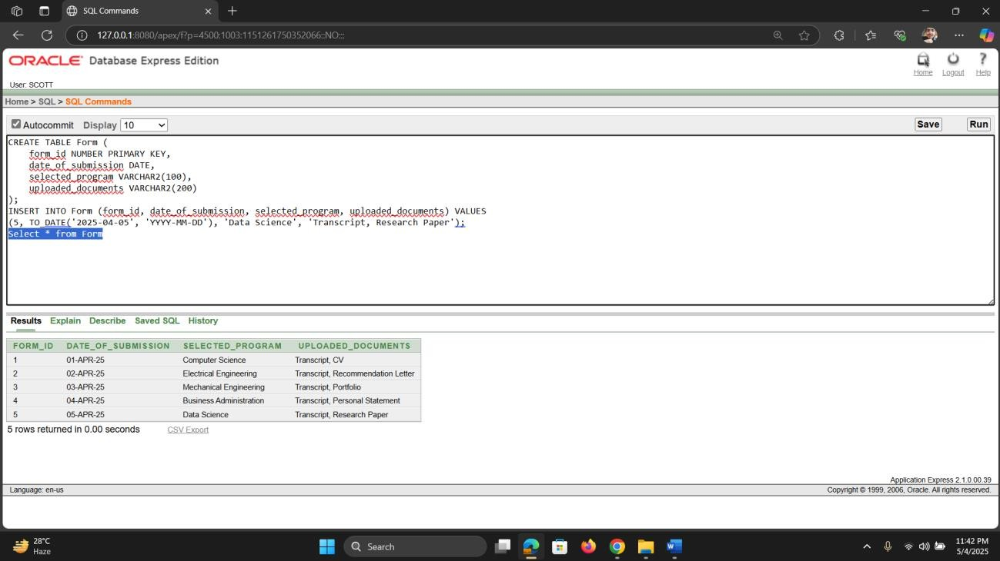 SQL Commands
127.0.0.1:8080/apex/f?p=4500:1003:1151261750352066::NO:::
ORACLE Database Express Edition
Home Logout Help
User: SCOTT
Home > SQL > SQL Commands
Autocommit Display 10 Save Run
CREATE TABLE Form (
form_id NUMBER PRIMARY KEY,
date_of_submission DATE,
selected_program VARCHAR2(100),
uploaded_documents VARCHAR2(200)
);
INSERT INTO Form (form_id, date_of_submission, selected_program, uploaded_documents) VALUES
(5, TO_DATE('2025-04-05', 'YYYY-MM-DD'), 'Data Science', 'Transcript, Research Paper');
Select * from Form
Results Explain Describe Saved SQL History
FORM_ID DATE_OF_SUBMISSION SELECTED_PROGRAM UPLOADED_DOCUMENTS
1 01-APR-25 Computer Science Transcript, CV
2 02-APR-25 Electrical Engineering Transcript, Recommendation Letter
3 03-APR-25 Mechanical Engineering Transcript, Portfolio
4 04-APR-25 Business Administration Transcript, Personal Statement
5 05-APR-25 Data Science Transcript, Research Paper
5 rows returned in 0.00 seconds CSV Export
Application Express 2.1.0.00.39
Language: en-us Copyright © 1999, 2006, Oracle. All rights reserved.
28°C
Haze
Search
11:42 PM
5/4/2025